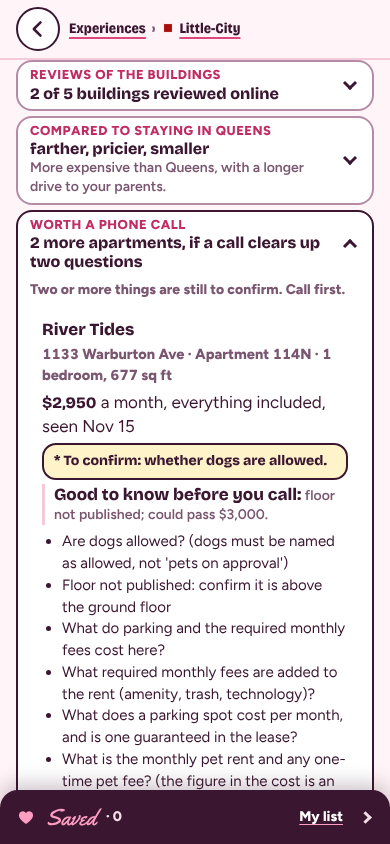 Experiences › Little-City
REVIEWS OF THE BUILDINGS
2 of 5 buildings reviewed online
COMPARED TO STAYING IN QUEENS
farther, pricier, smaller
More expensive than Queens, with a longer
drive to your parents.
WORTH A PHONE CALL
2 more apartments, if a call clears up
two questions
Two or more things are still to confirm. Call first.
River Tides
1133 Warburton Ave · Apartment 114N · 1
bedroom, 677 sq ft
$2,950 a month, everything included,
seen Nov 15
* To confirm: whether dogs are allowed.
Good to know before you call: floor
not published; could pass $3,000.
• Are dogs allowed? (dogs must be named
as allowed, not 'pets on approval')
• Floor not published: confirm it is above
the ground floor
• What do parking and the required monthly
fees cost here?
• What required monthly fees are added to
the rent (amenity, trash, technology)?
• What does a parking spot cost per month,
and is one guaranteed in the lease?
• What is the monthly pet rent and any one-
time pet fee? (the figure in the cost is an
Saved · 0 My list